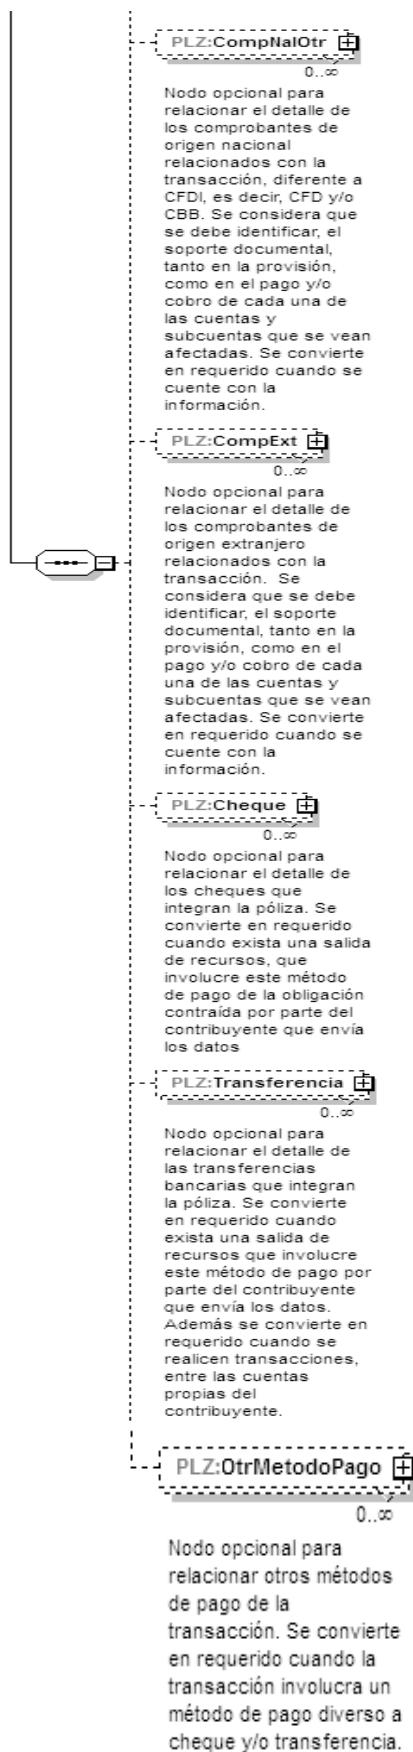 PLZ:CompNalOtr
0..∞
Nodo opcional para
relacionar el detalle de
los comprobantes de
origen nacional
relacionados con la
transacción, diferente a
CFDI, es decir, CFD y/o
CBB. Se considera que
se debe identificar, el
soporte documental,
tanto en la provisión,
como en el pago y/o
cobro de cada una de
las cuentas y
subcuentas que se vean
afectadas. Se convierte
en requerido cuando se
cuente con la
información.
PLZ:CompExt
0..∞
Nodo opcional para
relacionar el detalle de
los comprobantes de
origen extranjero
relacionados con la
transacción.  Se
considera que se debe
identificar, el soporte
documental, tanto en la
provisión, como en el
pago y/o cobro de cada
una de las cuentas y
subcuentas que se vean
afectadas. Se convierte
en requerido cuando se
cuente con la
información.
PLZ:Cheque
0..∞
Nodo opcional para
relacionar el detalle de
los cheques que
integran la póliza. Se
convierte en requerido
cuando exista una salida
de recursos, que
involucre este método
de pago de la obligación
contraída por parte del
contribuyente que envía
los datos
PLZ:Transferencia
0..∞
Nodo opcional para
relacionar el detalle de
las transferencias
bancarias que integran
la póliza. Se convierte
en requerido cuando
exista una salida de
recursos que involucre
este método de pago por
parte del contribuyente
que envía los datos.
Además se convierte en
requerido cuando se
realicen transacciones,
entre las cuentas
propias del
contribuyente.
PLZ:OtrMetodoPago
0..∞
Nodo opcional para
relacionar otros métodos
de pago de la
transacción. Se convierte
en requerido cuando la
transacción involucra un
método de pago diverso a
cheque y/o transferencia.